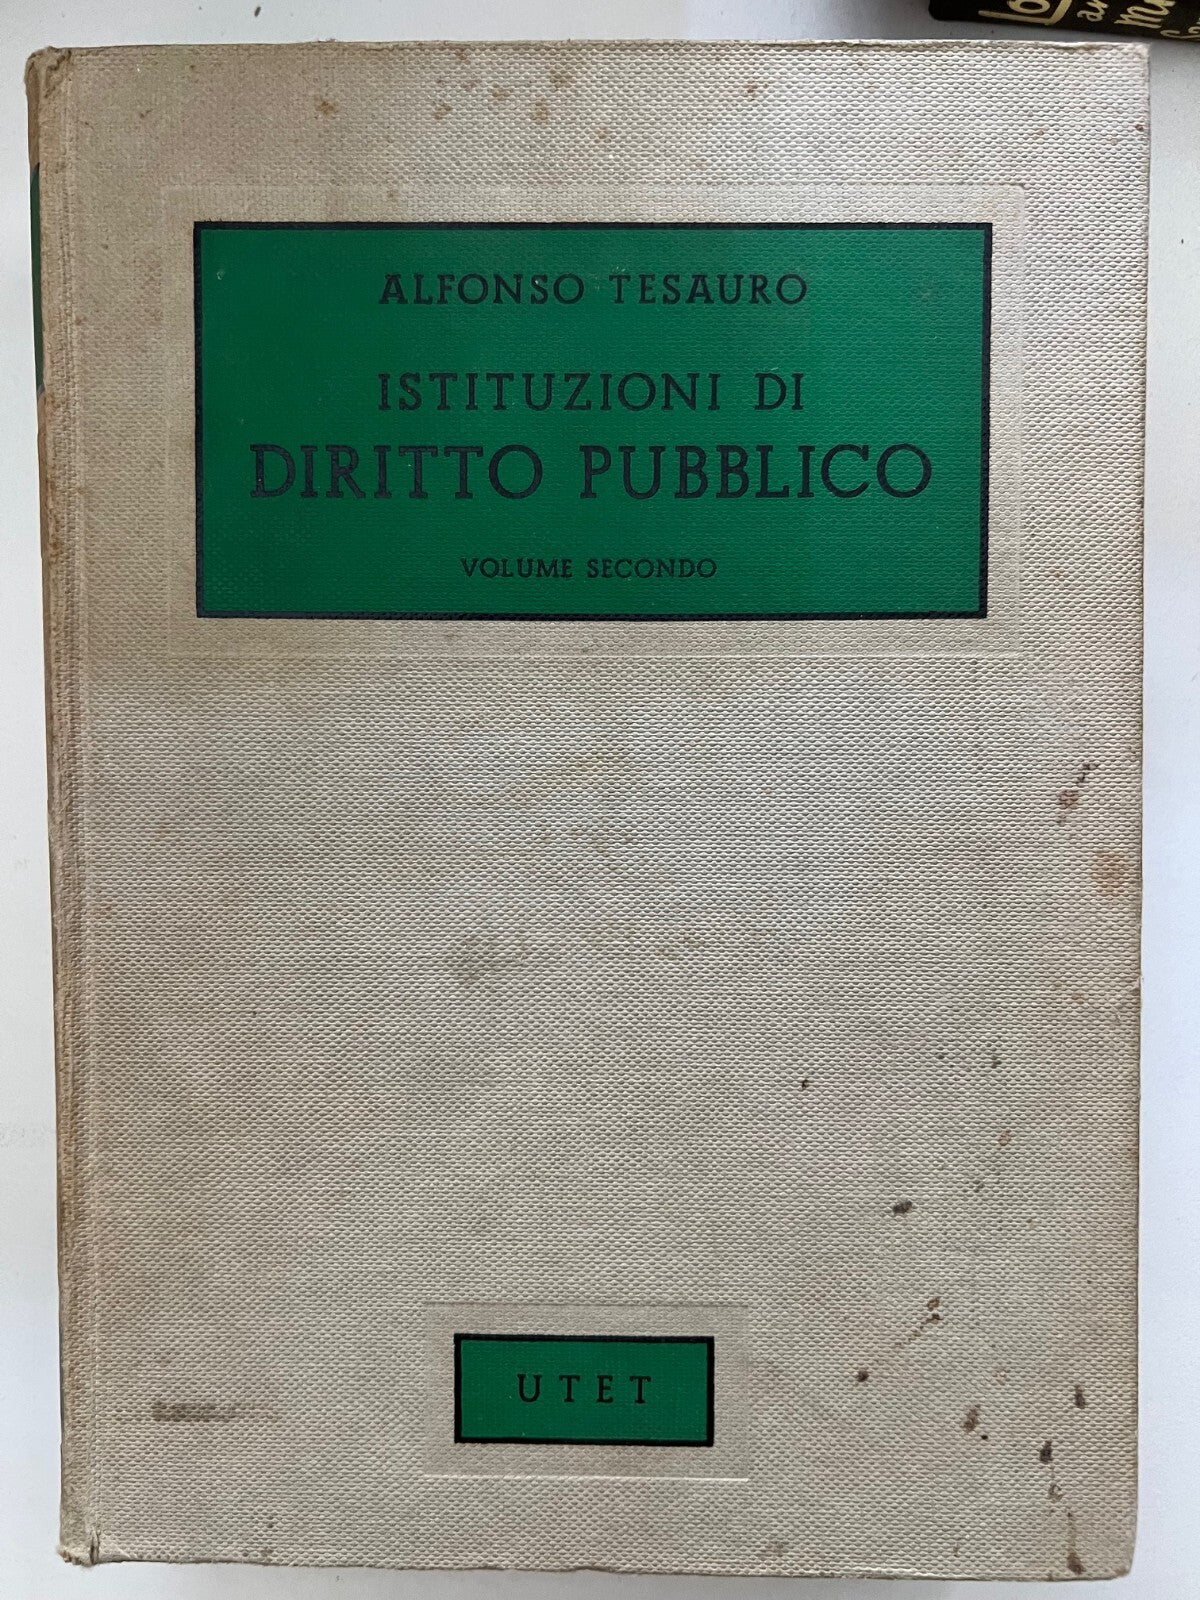 ALFONSO TESAURO
ISTITUZIONI DI
DIRITTO PUBBLICO
VOLUME SECONDO
UTET